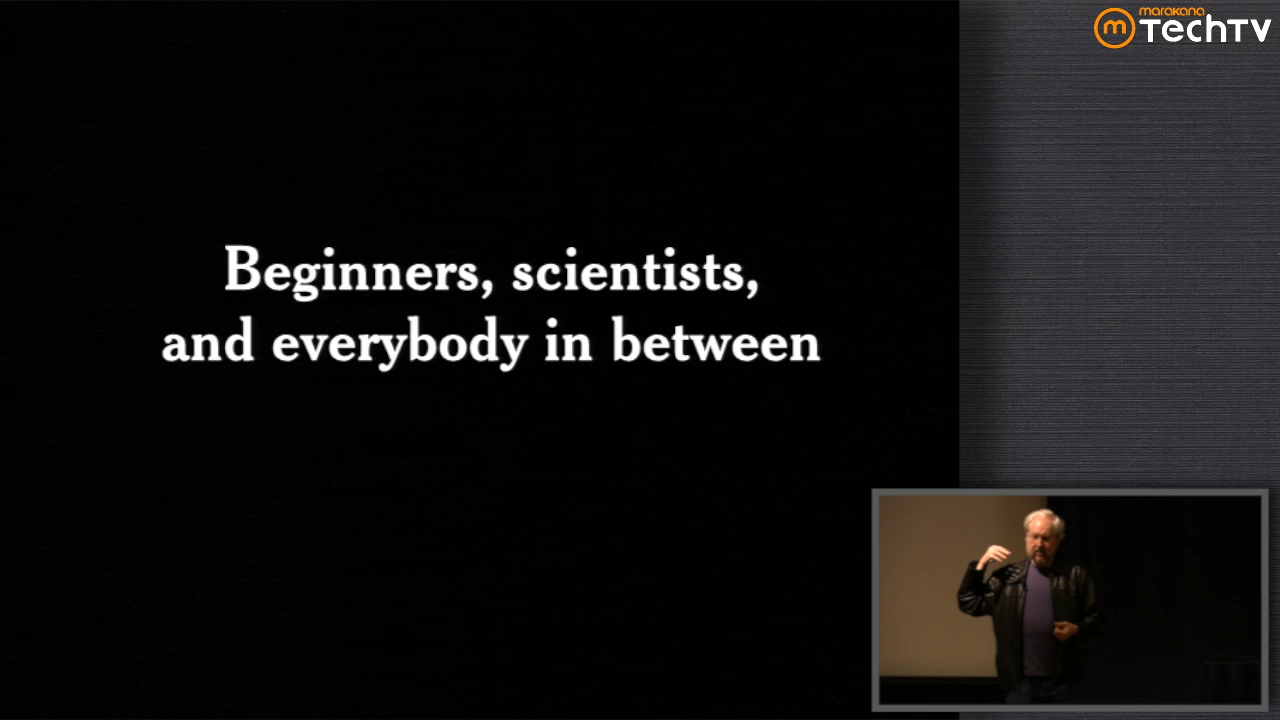 marakana
m TechTV
Beginners, scientists,
and everybody in between